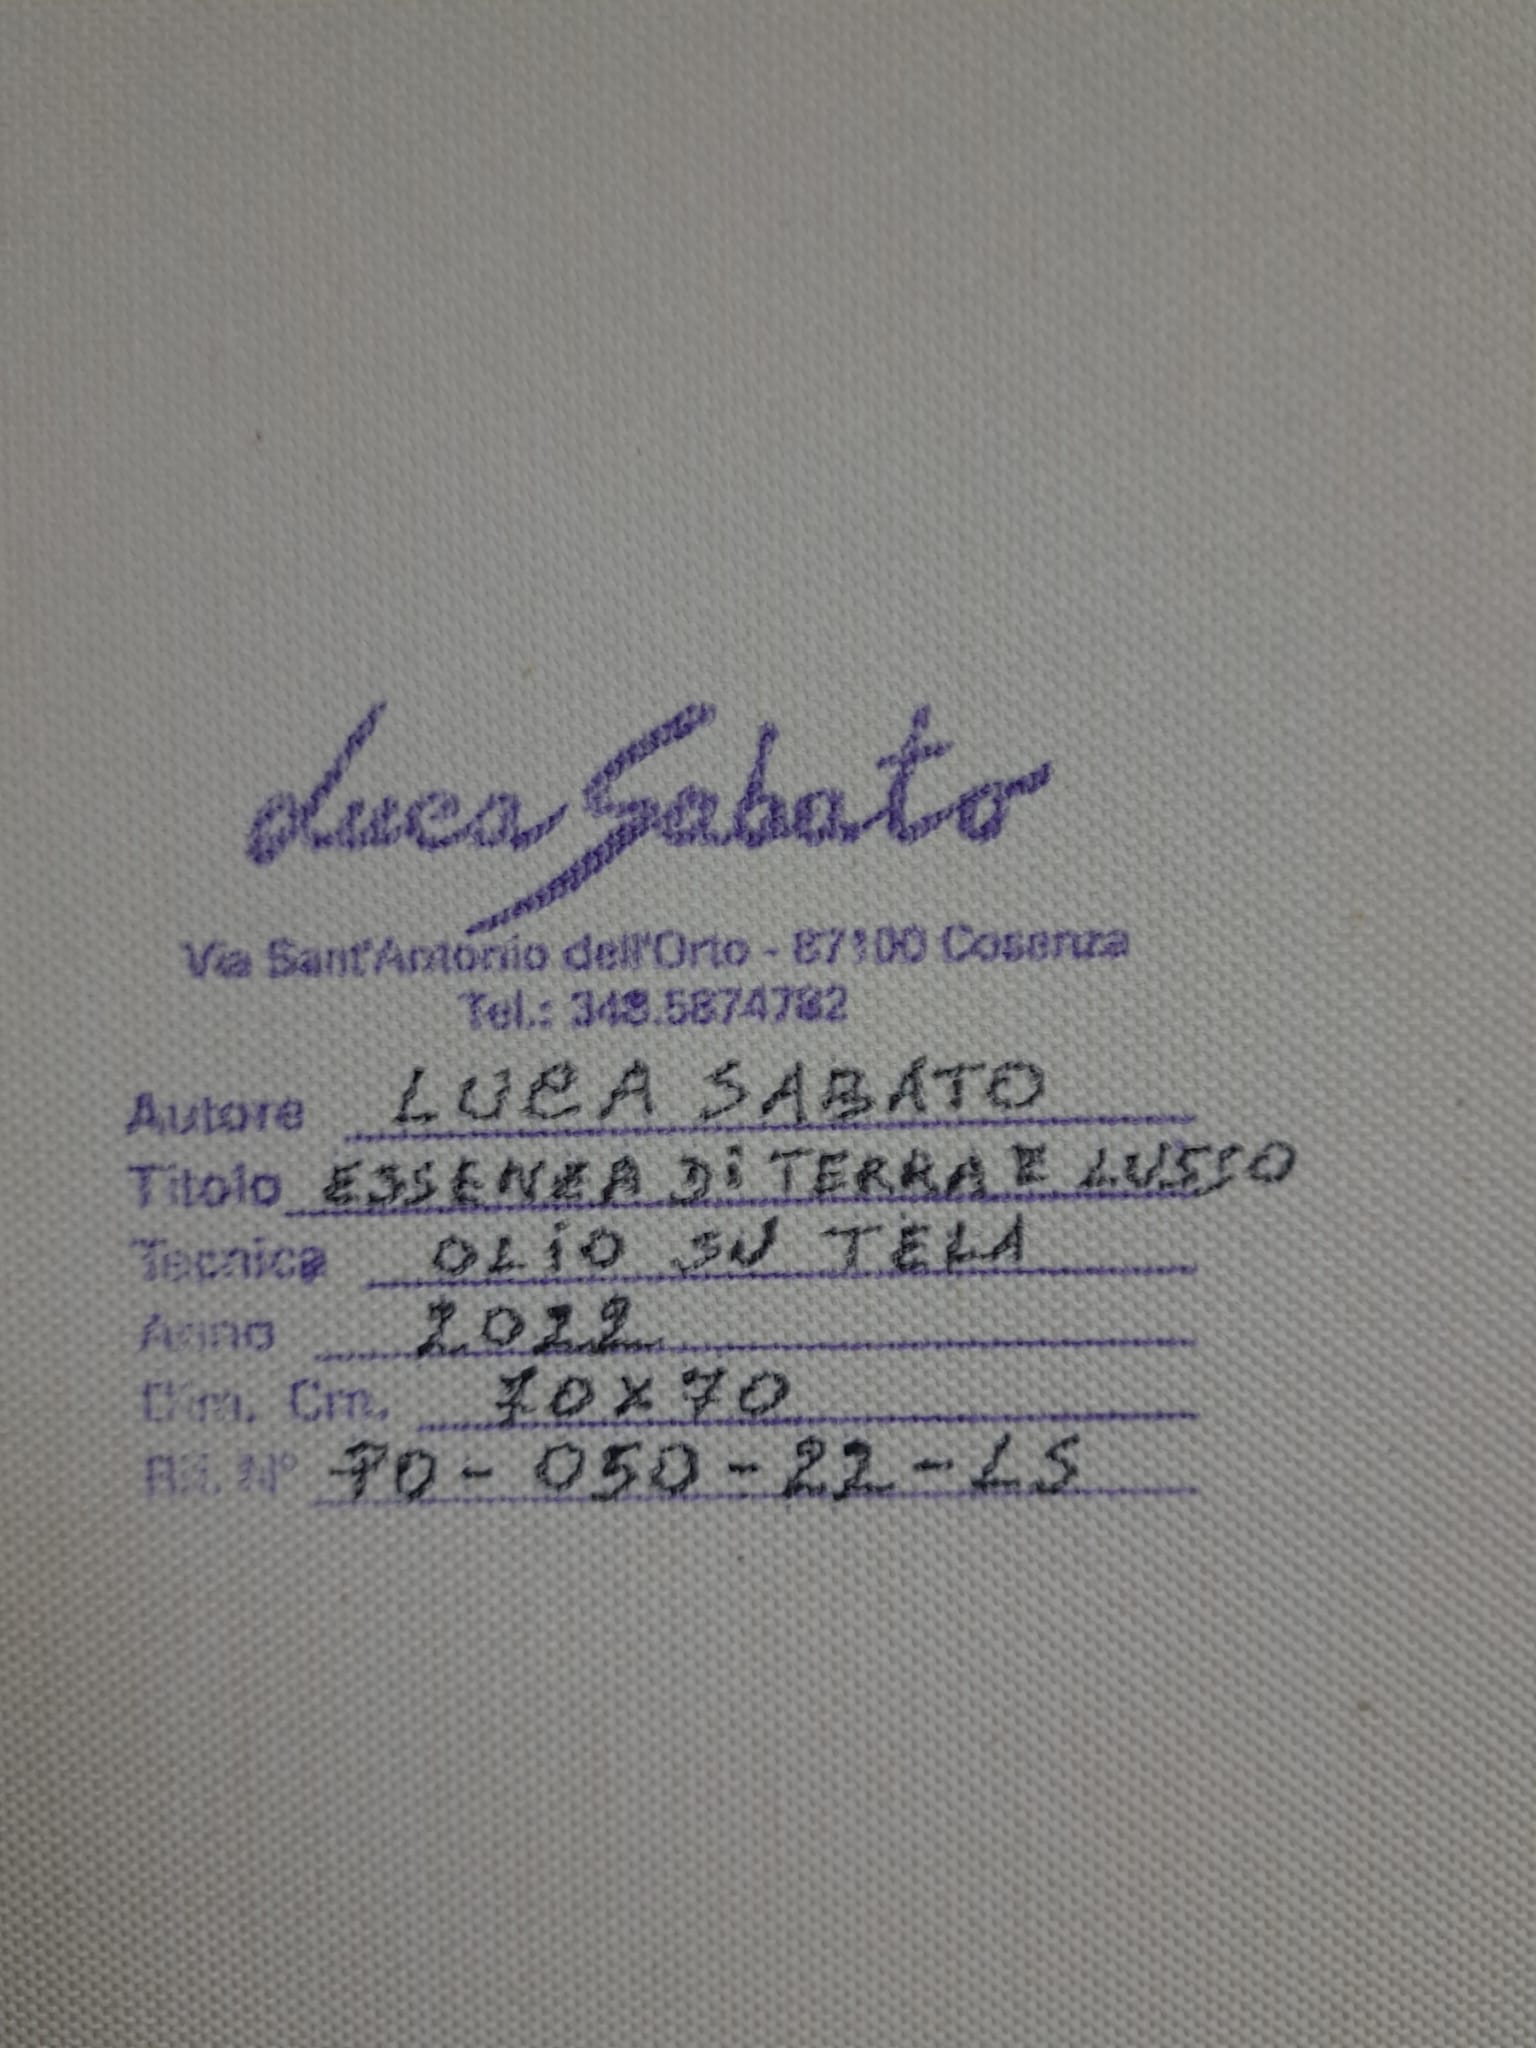 Luca Sabato
Via Sant'Antonio dell'Orto - 87100 Cosenza
Tel.: 348.5874782
Autore LUCA SABATO
Titolo ESSENZA Di TERRA E LUSSO
Tecnica OLiO SU TELA
Anno 2022
Dim. Cm. 70x70
Rif. N° 70-050-22-LS